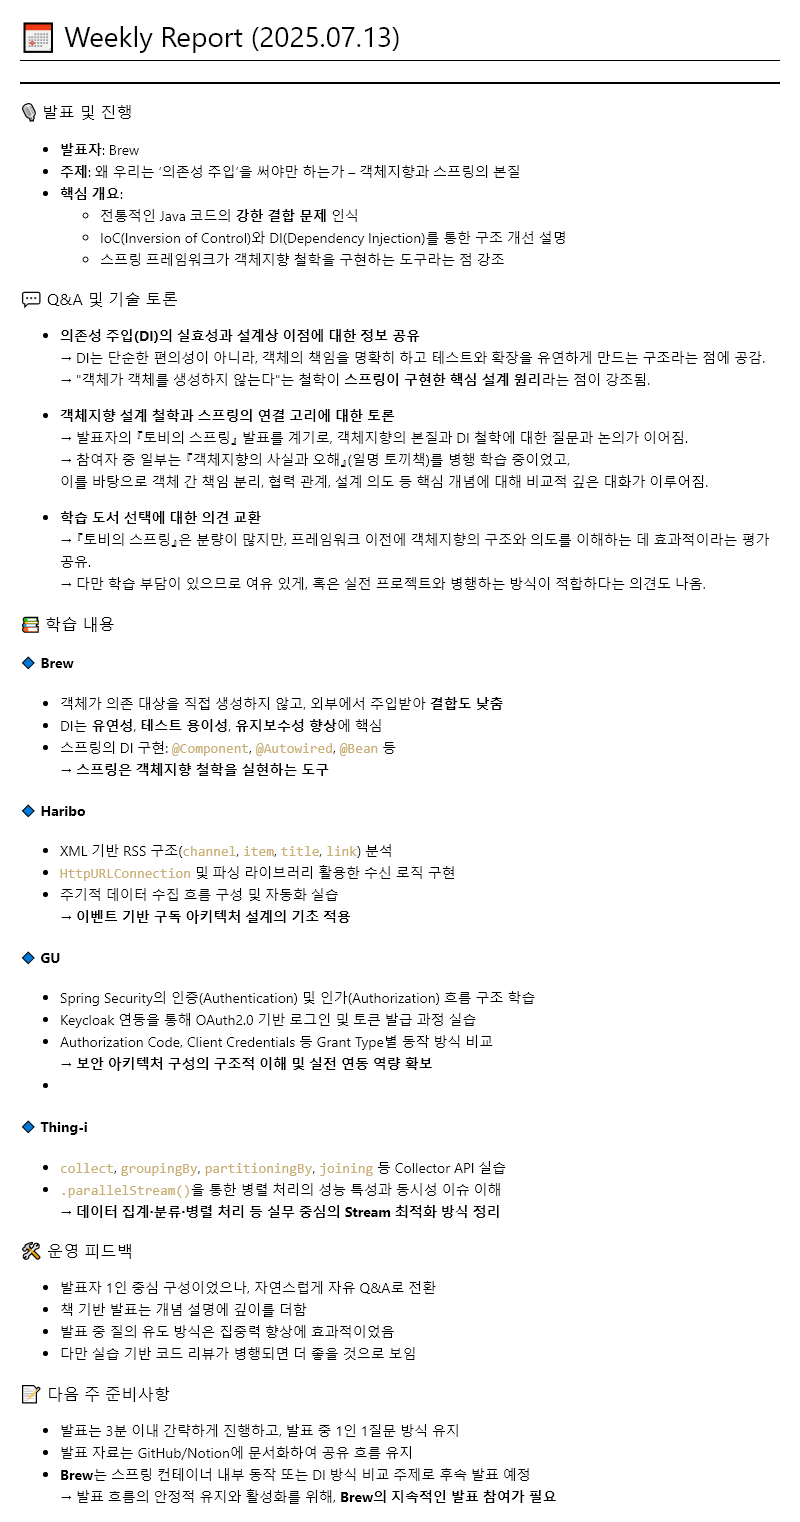 Weekly Report (2025.07.13)
발표 및 진행
발표자: Brew
주제: 왜 우리는 ‘의존성 주입’을 써야만 하는가 – 객체지향과 스프링의 본질
핵심 개요:
전통적인 Java 코드의 강한 결합 문제 인식
IoC(Inversion of Control)와 DI(Dependency Injection)를 통한 구조 개선 설명
스프링 프레임워크가 객체지향 철학을 구현하는 도구라는 점 강조
Q&A 및 기술 토론
의존성 주입(DI)의 실효성과 설계상 이점에 대한 정보 공유
→ DI는 단순한 편의성이 아니라, 객체의 책임을 명확히 하고 테스트와 확장을 유연하게 만드는 구조라는 점에 공감.
→ "객체가 객체를 생성하지 않는다"는 철학이 스프링이 구현한 핵심 설계 원리라는 점이 강조됨.
객체지향 설계 철학과 스프링의 연결 고리에 대한 토론
→ 발표자의 『토비의 스프링』 발표를 계기로, 객체지향의 본질과 DI 철학에 대한 질문과 논의가 이어짐.
→ 참여자 중 일부는 『객체지향의 사실과 오해』(일명 토끼책)를 병행 학습 중이었고,
이를 바탕으로 객체 간 책임 분리, 협력 관계, 설계 의도 등 핵심 개념에 대해 비교적 깊은 대화가 이루어짐.
학습 도서 선택에 대한 의견 교환
→ 『토비의 스프링』은 분량이 많지만, 프레임워크 이전에 객체지향의 구조와 의도를 이해하는 데 효과적이라는 평가
공유.
→ 다만 학습 부담이 있으므로 여유 있게, 혹은 실전 프로젝트와 병행하는 방식이 적합하다는 의견도 나옴.
학습 내용
Brew
객체가 의존 대상을 직접 생성하지 않고, 외부에서 주입받아 결합도 낮춤
DI는 유연성, 테스트 용이성, 유지보수성 향상에 핵심
스프링의 DI 구현: @Component, @Autowired, @Bean 등
→ 스프링은 객체지향 철학을 실현하는 도구
Haribo
XML 기반 RSS 구조(channel, item, title, link) 분석
HttpURLConnection 및 파싱 라이브러리 활용한 수신 로직 구현
주기적 데이터 수집 흐름 구성 및 자동화 실습
→ 이벤트 기반 구독 아키텍처 설계의 기초 적용
GU
Spring Security의 인증(Authentication) 및 인가(Authorization) 흐름 구조 학습
Keycloak 연동을 통해 OAuth2.0 기반 로그인 및 토큰 발급 과정 실습
Authorization Code, Client Credentials 등 Grant Type별 동작 방식 비교
→ 보안 아키텍처 구성의 구조적 이해 및 실전 연동 역량 확보
Thing-i
collect, groupingBy, partitioningBy, joining 등 Collector API 실습
.parallelStream()을 통한 병렬 처리의 성능 특성과 동시성 이슈 이해
→ 데이터 집계·분류·병렬 처리 등 실무 중심의 Stream 최적화 방식 정리
운영 피드백
발표자 1인 중심 구성이었으나, 자연스럽게 자유 Q&A로 전환
책 기반 발표는 개념 설명에 깊이를 더함
발표 중 질의 유도 방식은 집중력 향상에 효과적이었음
다만 실습 기반 코드 리뷰가 병행되면 더 좋을 것으로 보임
다음 주 준비사항
발표는 3분 이내 간략하게 진행하고, 발표 중 1인 1질문 방식 유지
발표 자료는 GitHub/Notion에 문서화하여 공유 흐름 유지
Brew는 스프링 컨테이너 내부 동작 또는 DI 방식 비교 주제로 후속 발표 예정
→ 발표 흐름의 안정적 유지와 활성화를 위해, Brew의 지속적인 발표 참여가 필요